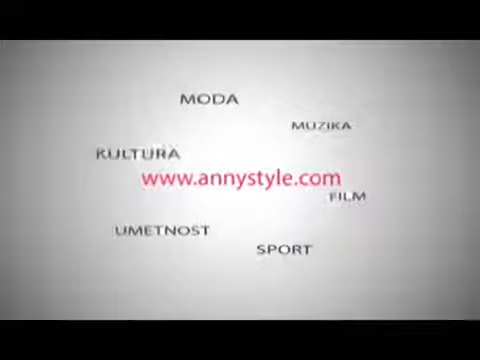 MODA
MUZIKA
KULTURA
www.annystyle.com
FILM
UMETNOST
SPORT